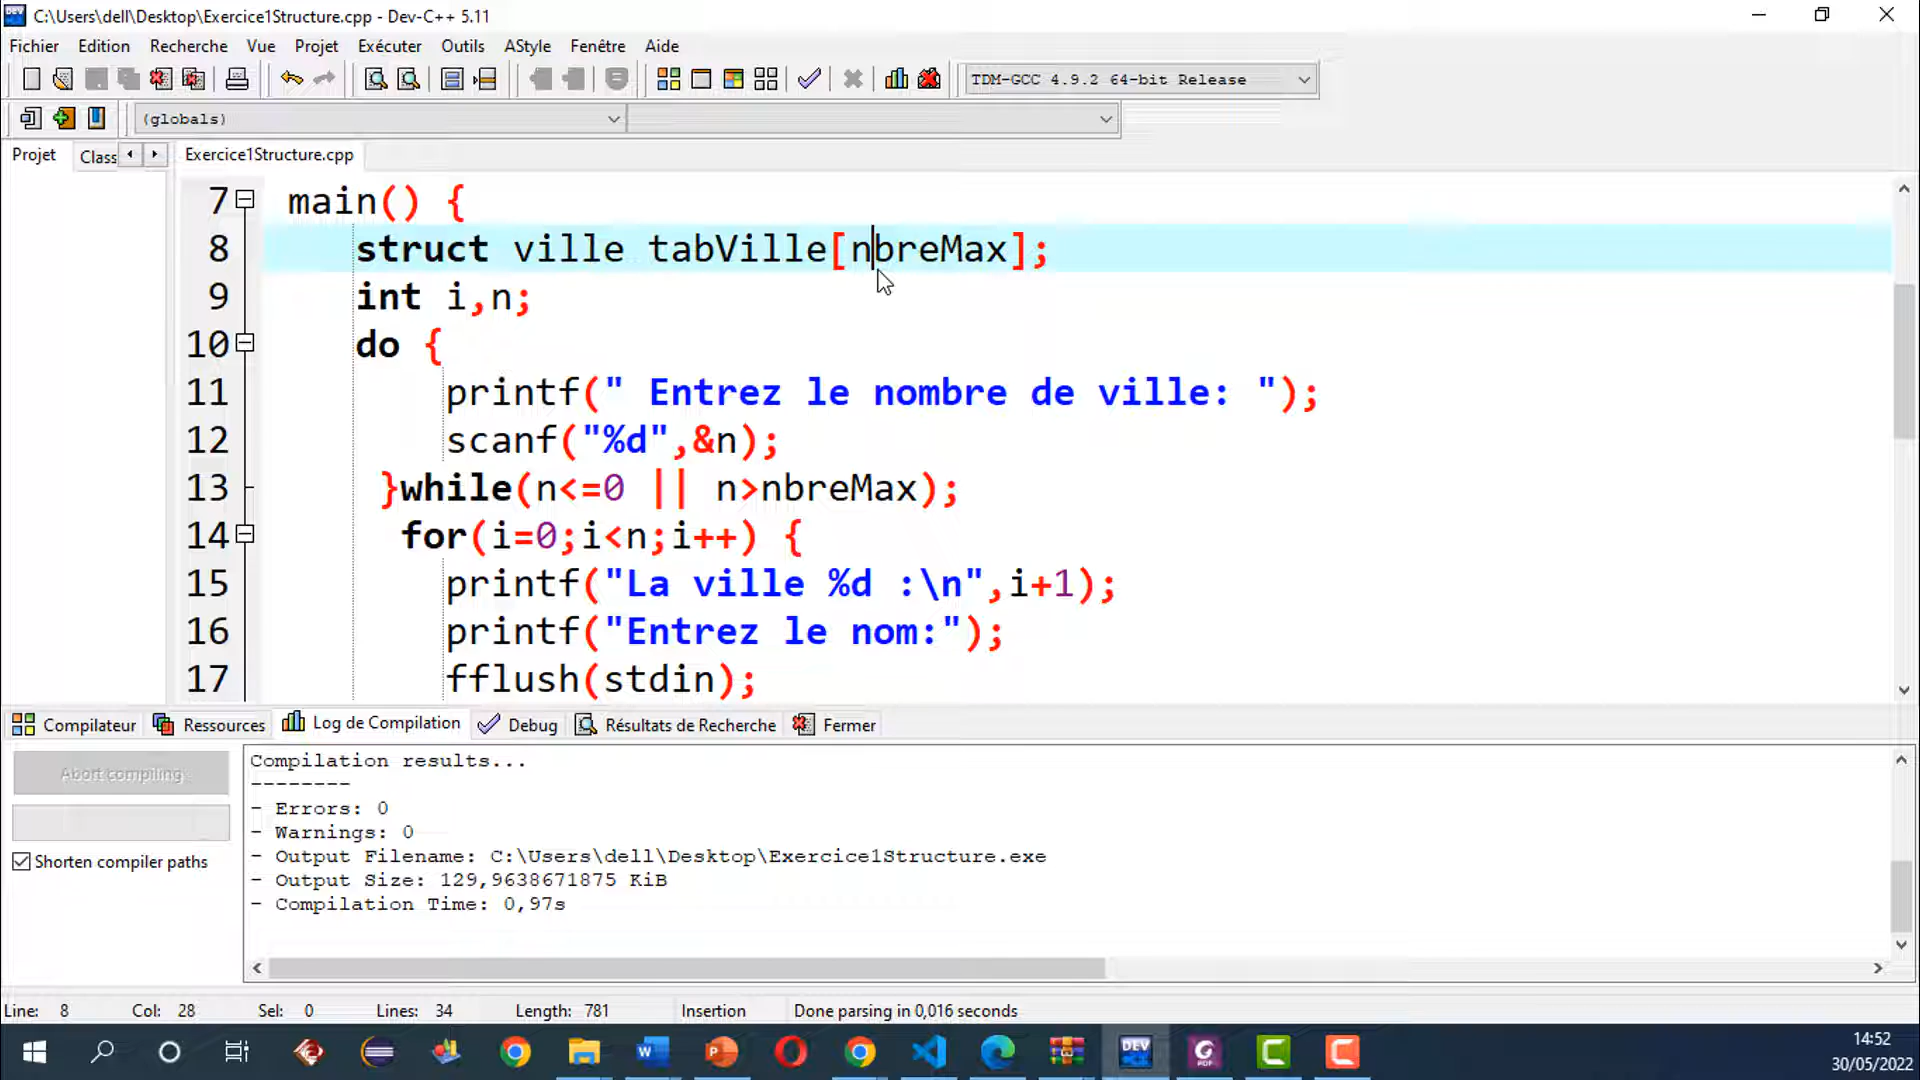 C:\Users\dell\Desktop\Exercice1Structure.cpp - Dev-C++ 5.11
Fichier Edition Recherche Vue Projet Exécuter Outils AStyle Fenêtre Aide
TDM-GCC 4.9.2 64-bit Release
(globals)
Projet Class Exercice1Structure.cpp
7 main() {
8 struct ville tabVille[nbreMax];
9 int i,n;
10 do {
11 printf(" Entrez le nombre de ville: ");
12 scanf("%d",&n);
13 }while(n<=0 || n>nbreMax);
14 for(i=0;i<n;i++) {
15 printf("La ville %d :\n",i+1);
16 printf("Entrez le nom:");
17 fflush(stdin);
Compilateur Ressources Log de Compilation Debug Résultats de Recherche Fermer
Abort compiling
Compilation results...
--------
- Errors: 0
- Warnings: 0
- Output Filename: C:\Users\dell\Desktop\Exercice1Structure.exe
- Output Size: 129,9638671875 KiB
- Compilation Time: 0,97s
Shorten compiler paths
Line: 8 Col: 28 Sel: 0 Lines: 34 Length: 781 Insertion Done parsing in 0,016 seconds
DEV
PDF
14:52
30/05/2022